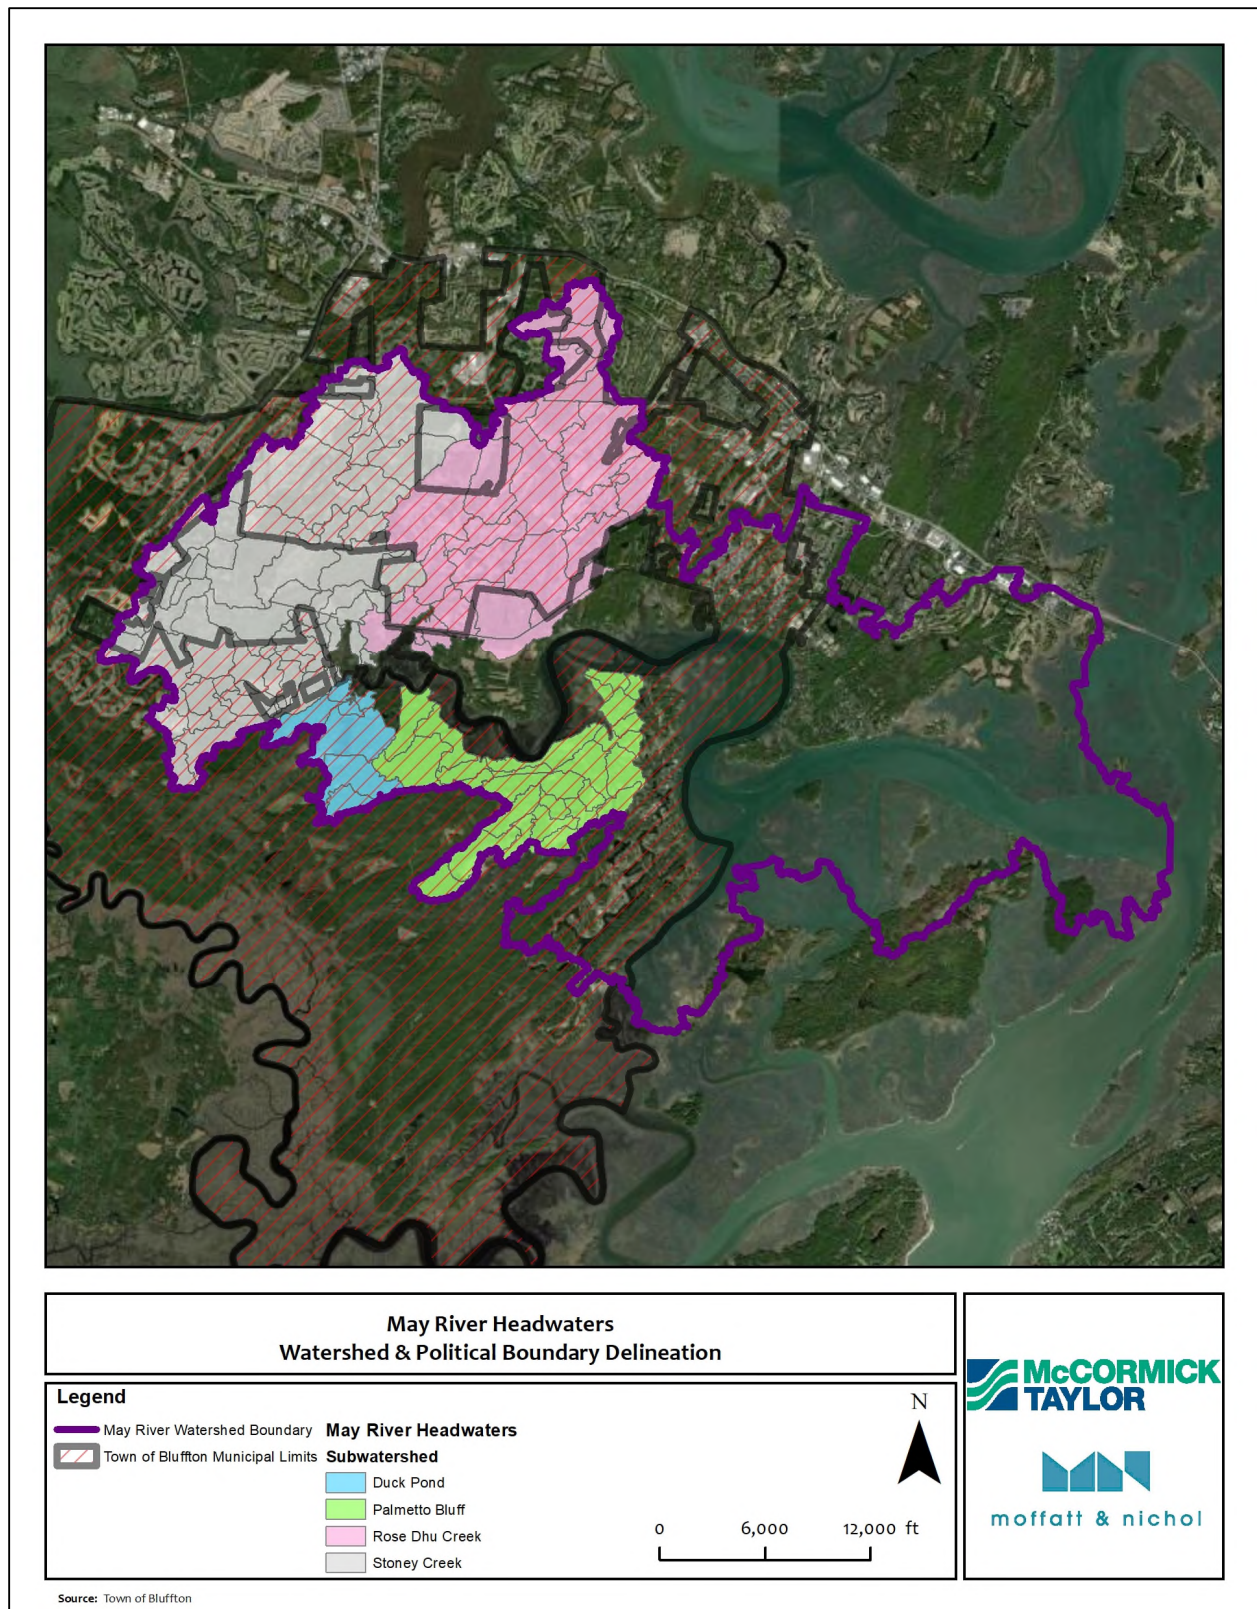 May River Headwaters
Watershed & Political Boundary Delineation
Legend
May River Watershed Boundary
Town of Bluffton Municipal Limits
May River Headwaters
Subwatershed
Duck Pond
Palmetto Bluff
Rose Dhu Creek
Stoney Creek
N
0 6,000 12,000 ft
McCORMICK
TAYLOR
moffatt & nichol
Source: Town of Bluffton